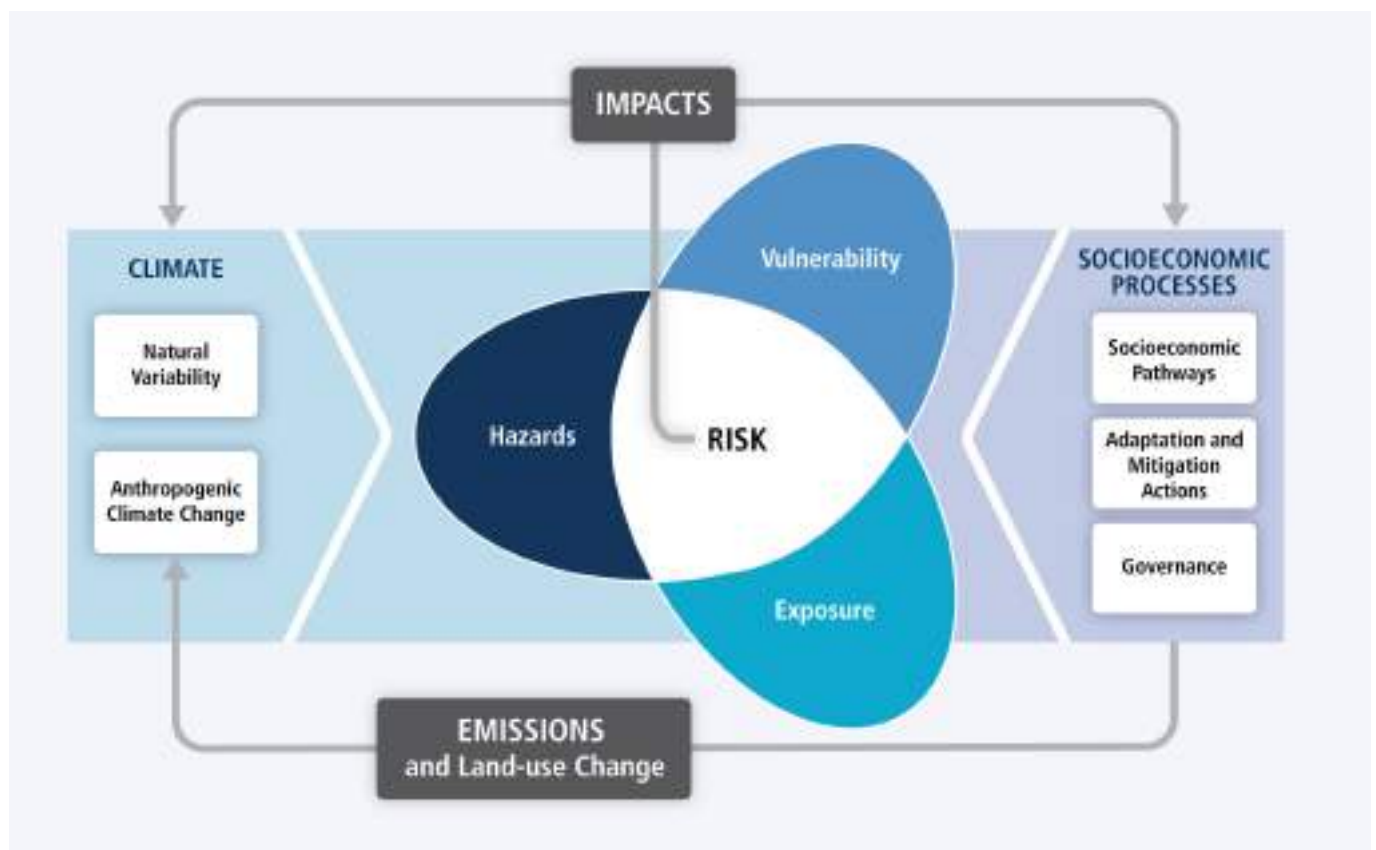 IMPACTS
CLIMATE
Natural
Variability
Anthropogenic
Climate Change
Vulnerability
Hazards
RISK
Exposure
SOCIOECONOMIC
PROCESSES
Socioeconomic
Pathways
Adaptation and
Mitigation
Actions
Governance
EMISSIONS
and Land-use Change